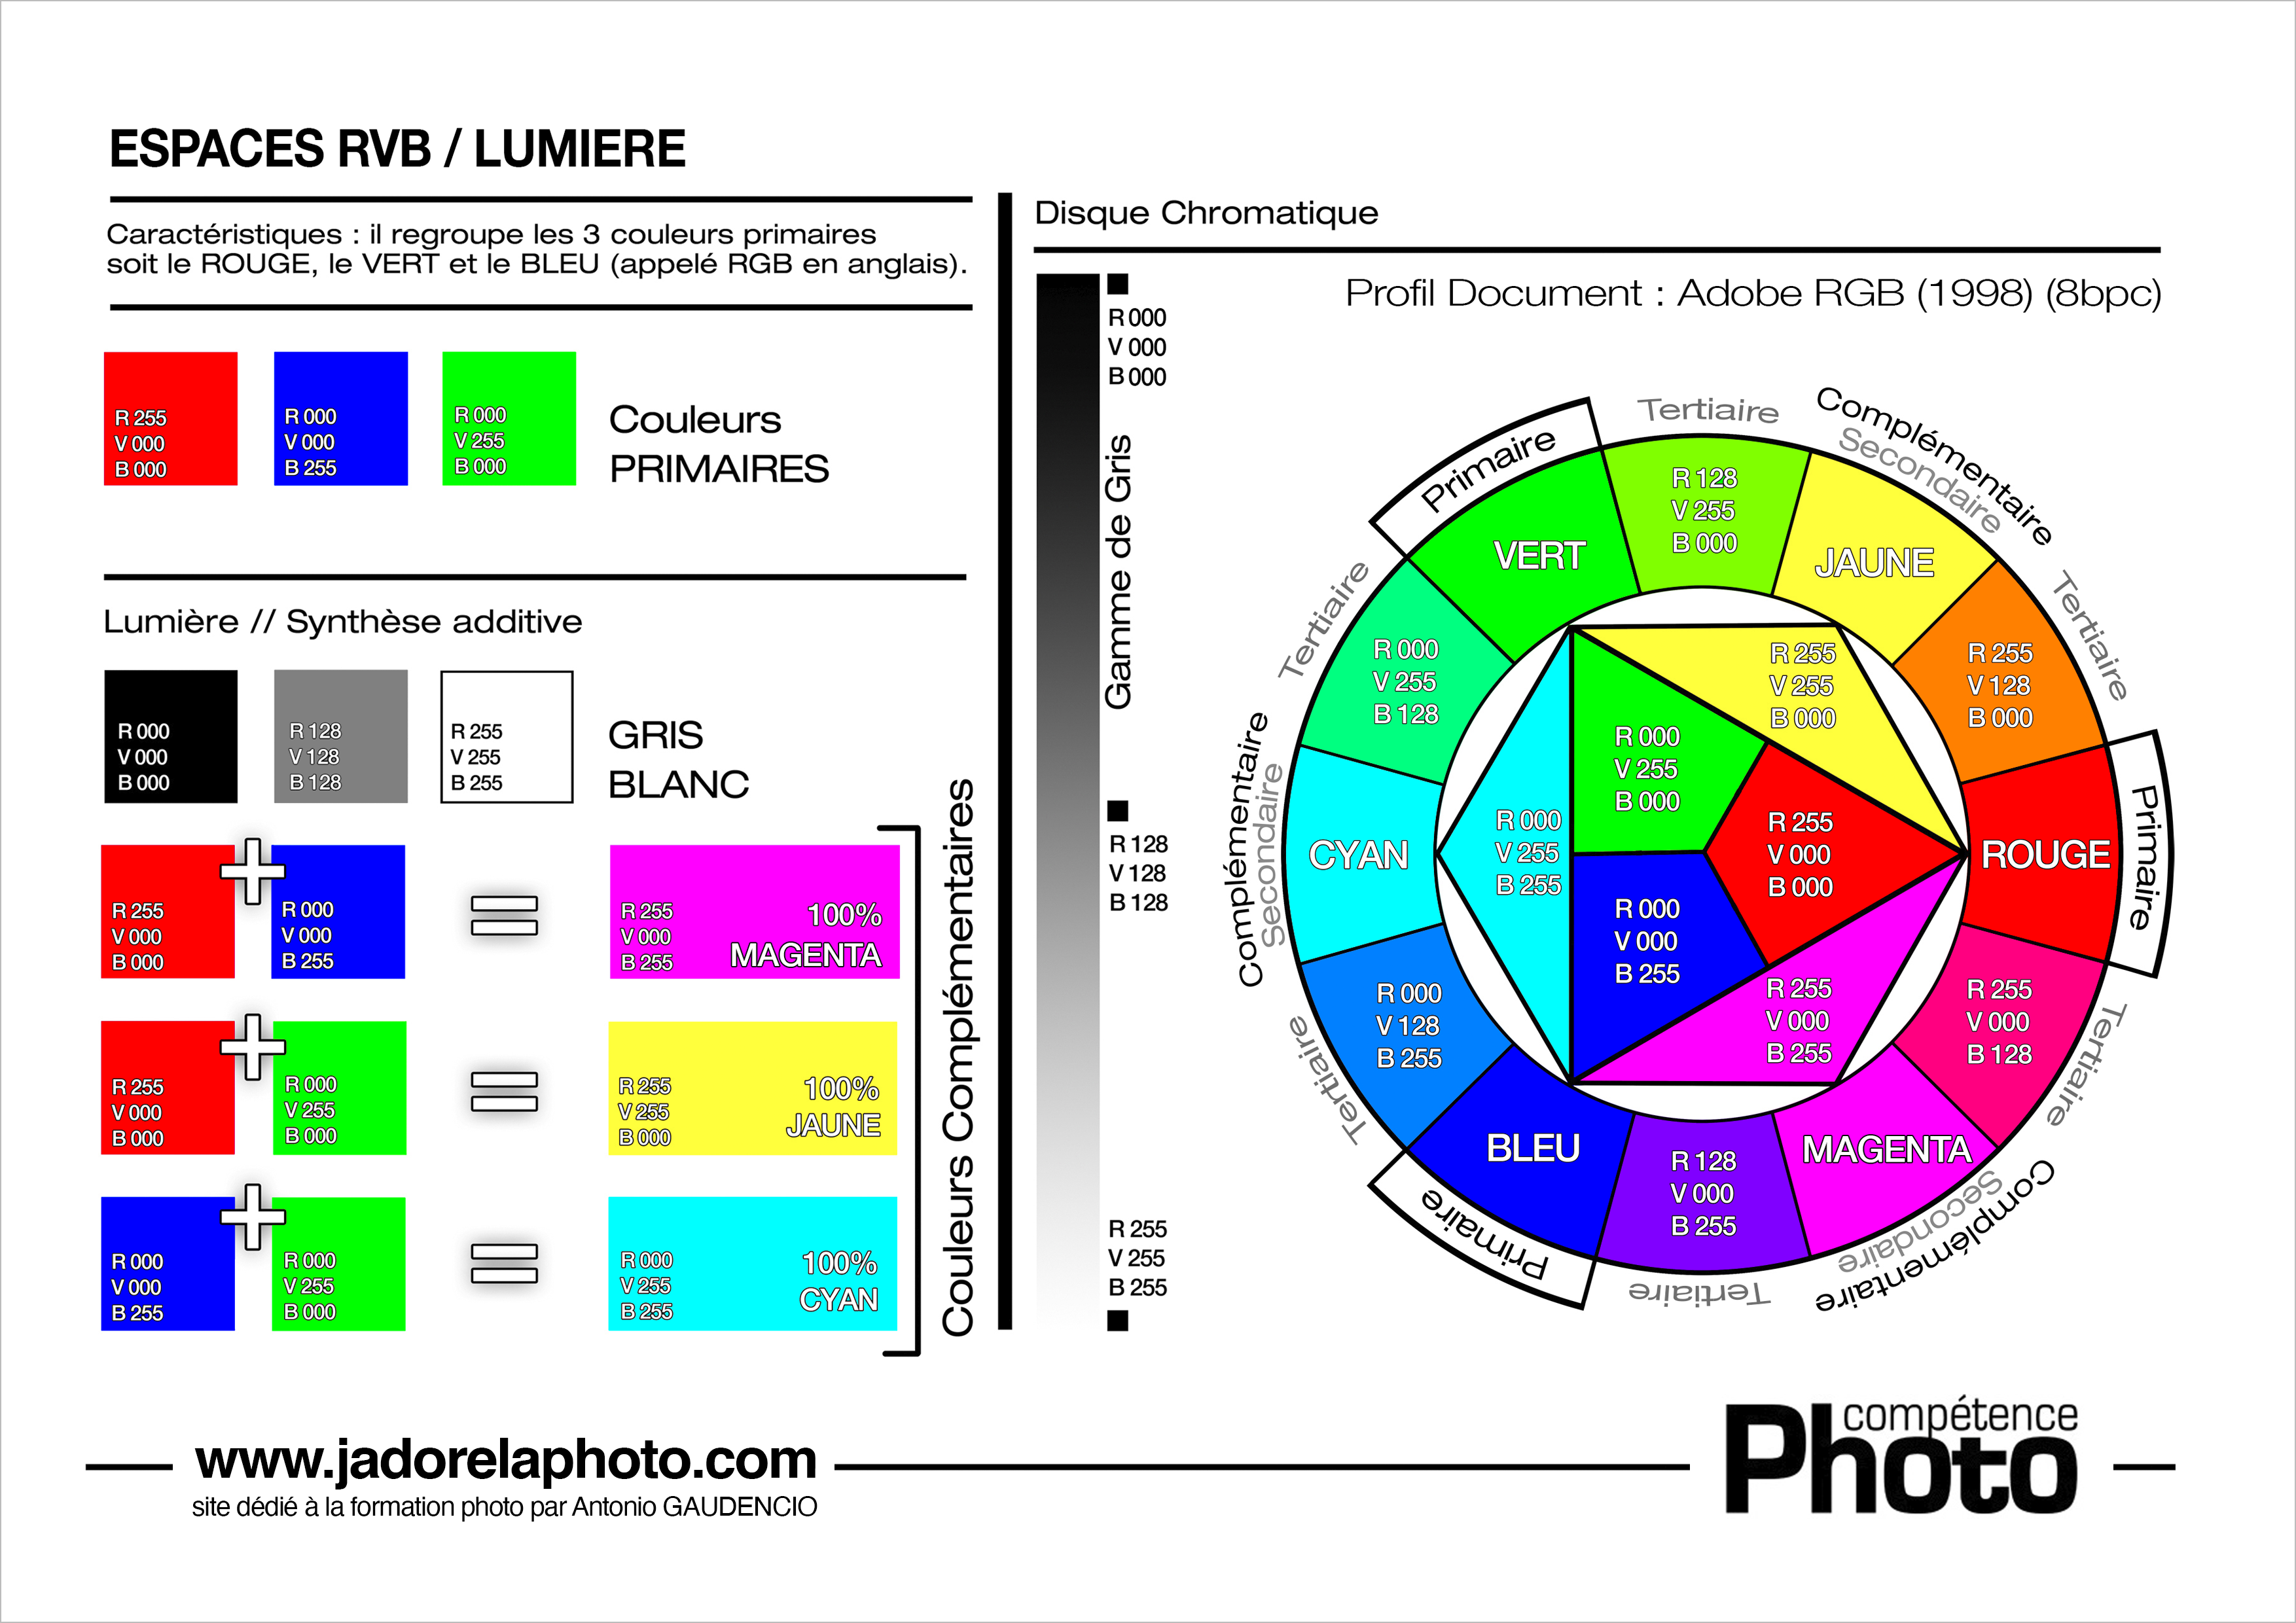 ESPACES RVB / LUMIERE
Caractéristiques : il regroupe les 3 couleurs primaires
soit le ROUGE, le VERT et le BLEU (appelé RGB en anglais).
R 255
V 000
B 000
R 000
V 000
B 255
R 000
V 255
B 000
Couleurs
PRIMAIRES
Lumière // Synthèse additive
R 000
V 000
B 000
R 128
V 128
B 128
R 255
V 255
B 255
GRIS
BLANC
R 255
V 000
B 000
R 000
V 000
B 255
R 255
V 000
B 255
100%
MAGENTA
R 255
V 000
B 000
R 000
V 255
B 000
R 255
V 255
B 000
100%
JAUNE
R 000
V 000
B 255
R 000
V 255
B 000
R 000
V 255
B 255
100%
CYAN
Couleurs Complémentaires
Disque Chromatique
Profil Document : Adobe RGB (1998) (8bpc)
R 000
V 000
B 000
Gamme de Gris
R 128
V 128
B 128
R 255
V 255
B 255
Primaire
VERT
Tertiaire
R 128
V 255
B 000
Complémentaire
Secondaire
JAUNE
Tertiaire
R 255
V 128
B 000
Primaire
ROUGE
Tertiaire
R 255
V 000
B 128
Complémentaire
Secondaire
MAGENTA
Tertiaire
R 128
V 000
B 255
Primaire
BLEU
Tertiaire
R 000
V 128
B 255
Complémentaire
Secondaire
CYAN
Tertiaire
R 000
V 255
B 128
R 255
V 255
B 000
R 000
V 255
B 000
R 000
V 255
B 255
R 255
V 000
B 000
R 000
V 000
B 255
R 255
V 000
B 255
www.jadorelaphoto.com
site dédié à la formation photo par Antonio GAUDENCIO
compétence
Photo